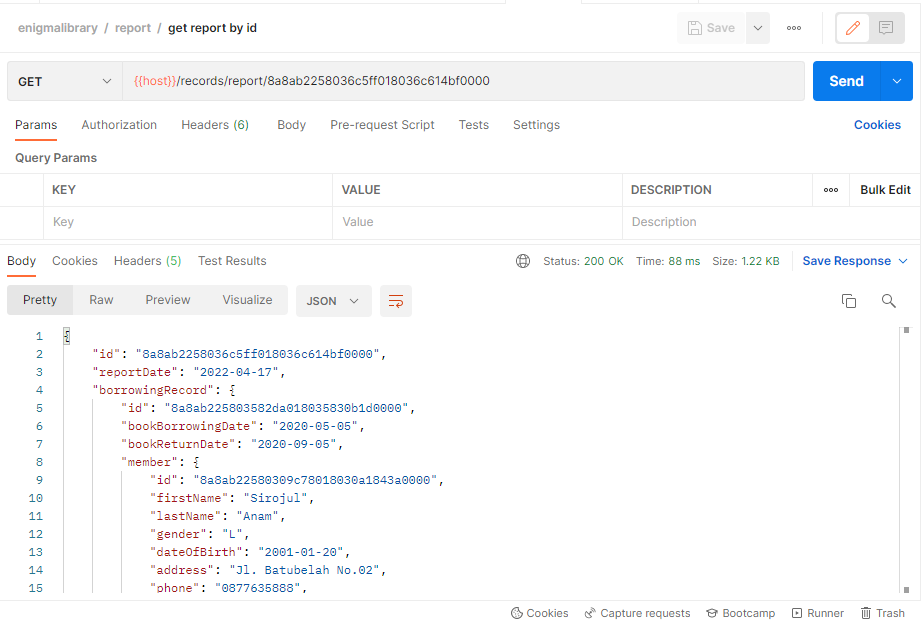 enigmalibrary / report / get report by id
Save
GET
{{host}}/records/report/8a8ab2258036c5ff018036c614bf0000
Send
Params Authorization Headers (6) Body Pre-request Script Tests Settings
Cookies
Query Params
KEY VALUE DESCRIPTION
Bulk Edit
Key Value Description
Body Cookies Headers (5) Test Results
Status: 200 OK Time: 88 ms Size: 1.22 KB
Save Response
Pretty Raw Preview Visualize
JSON
1 {
2 "id": "8a8ab2258036c5ff018036c614bf0000",
3 "reportDate": "2022-04-17",
4 "borrowingRecord": {
5 "id": "8a8ab225803582da018035830b1d0000",
6 "bookBorrowingDate": "2020-05-05",
7 "bookReturnDate": "2020-09-05",
8 "member": {
9 "id": "8a8ab22580309c78018030a1843a0000",
10 "firstName": "Sirojul",
11 "lastName": "Anam",
12 "gender": "L",
13 "dateOfBirth": "2001-01-20",
14 "address": "Jl. Batubelah No.02",
15 "phone": "0877635888",
Cookies Capture requests Bootcamp Runner Trash